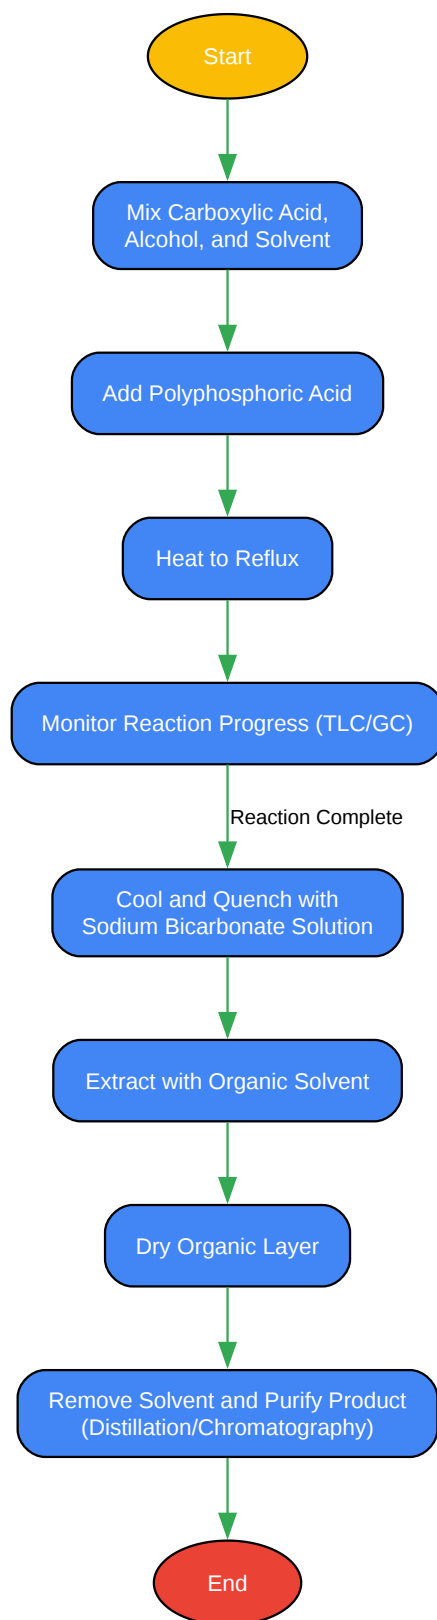 Start
Mix Carboxylic Acid,
Alcohol, and Solvent
Add Polyphosphoric Acid
Heat to Reflux
Monitor Reaction Progress (TLC/GC)
Reaction Complete
Cool and Quench with
Sodium Bicarbonate Solution
Extract with Organic Solvent
Dry Organic Layer
Remove Solvent and Purify Product
(Distillation/Chromatography)
End